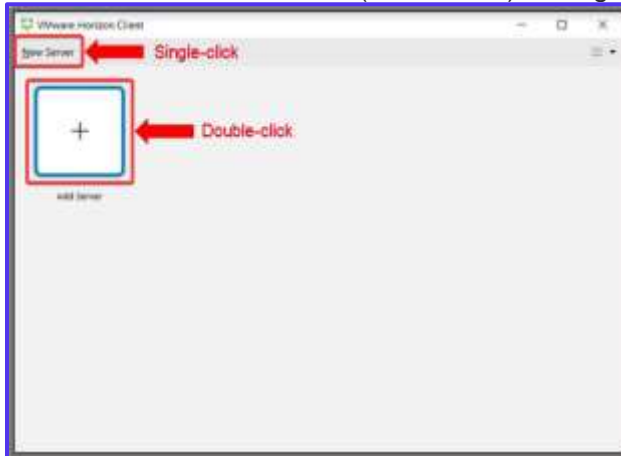 VMware Horizon Client
New Server
Single-click
Double-click
Add Server